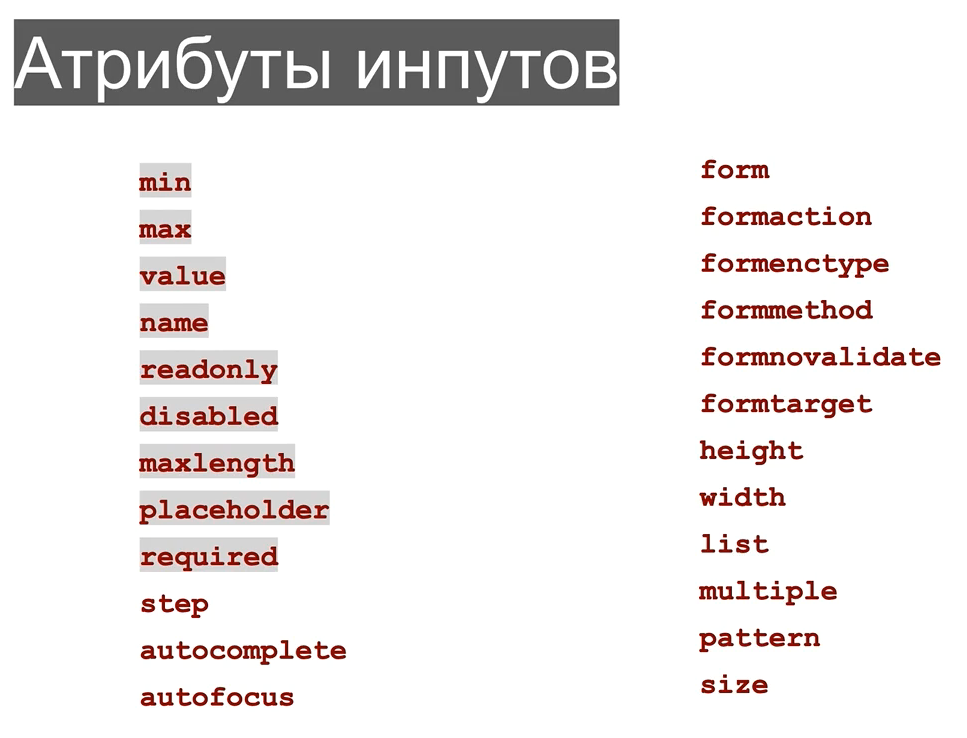 Атрибуты инпутов
min
max
value
name
readonly
disabled
maxlength
placeholder
required
step
autocomplete
autofocus
form
formaction
formenctype
formmethod
formnovalidate
formtarget
height
width
list
multiple
pattern
size